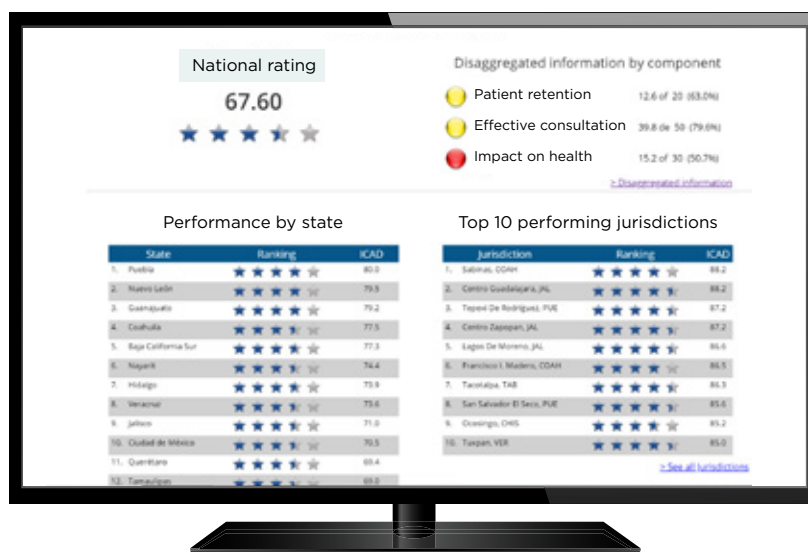 National rating
67.60
Disaggregated information by component
Patient retention 12.6 of 20 (63.0%)
Effective consultation 39.8 de 50 (79.6%)
Impact on health 15.2 of 30 (50.7%)
> Disaggregated information
Performance by state
State Ranking ICAD
1. Puebla 80.0
2. Nuevo León 79.5
3. Guanajuato 79.2
4. Coahuila 77.5
5. Baja California Sur 77.3
6. Nayarit 74.4
7. Hidalgo 73.9
8. Veracruz 73.6
9. Jalisco 71.0
10. Ciudad de México 70.5
11. Querétaro 69.4
12. Tamaulipas 69.0
Top 10 performing jurisdictions
Jurisdiction Ranking ICAD
1. Sabinas, COAH 88.2
2. Centro Guadalajara, JAL 88.2
3. De Rodríguez, PUE 87.2
4. Centro Zapopan, JAL 87.2
5. Lagos De Moreno, JAL 86.6
6. Francisco I. Madero, COAH 86.5
7. Tacotalpa, TAB 86.3
8. San Salvador El Seco, PUE 85.6
9. Ocosingo, CHIS 85.2
10. Tuxpan, VER 85.0
> See all Jurisdictions